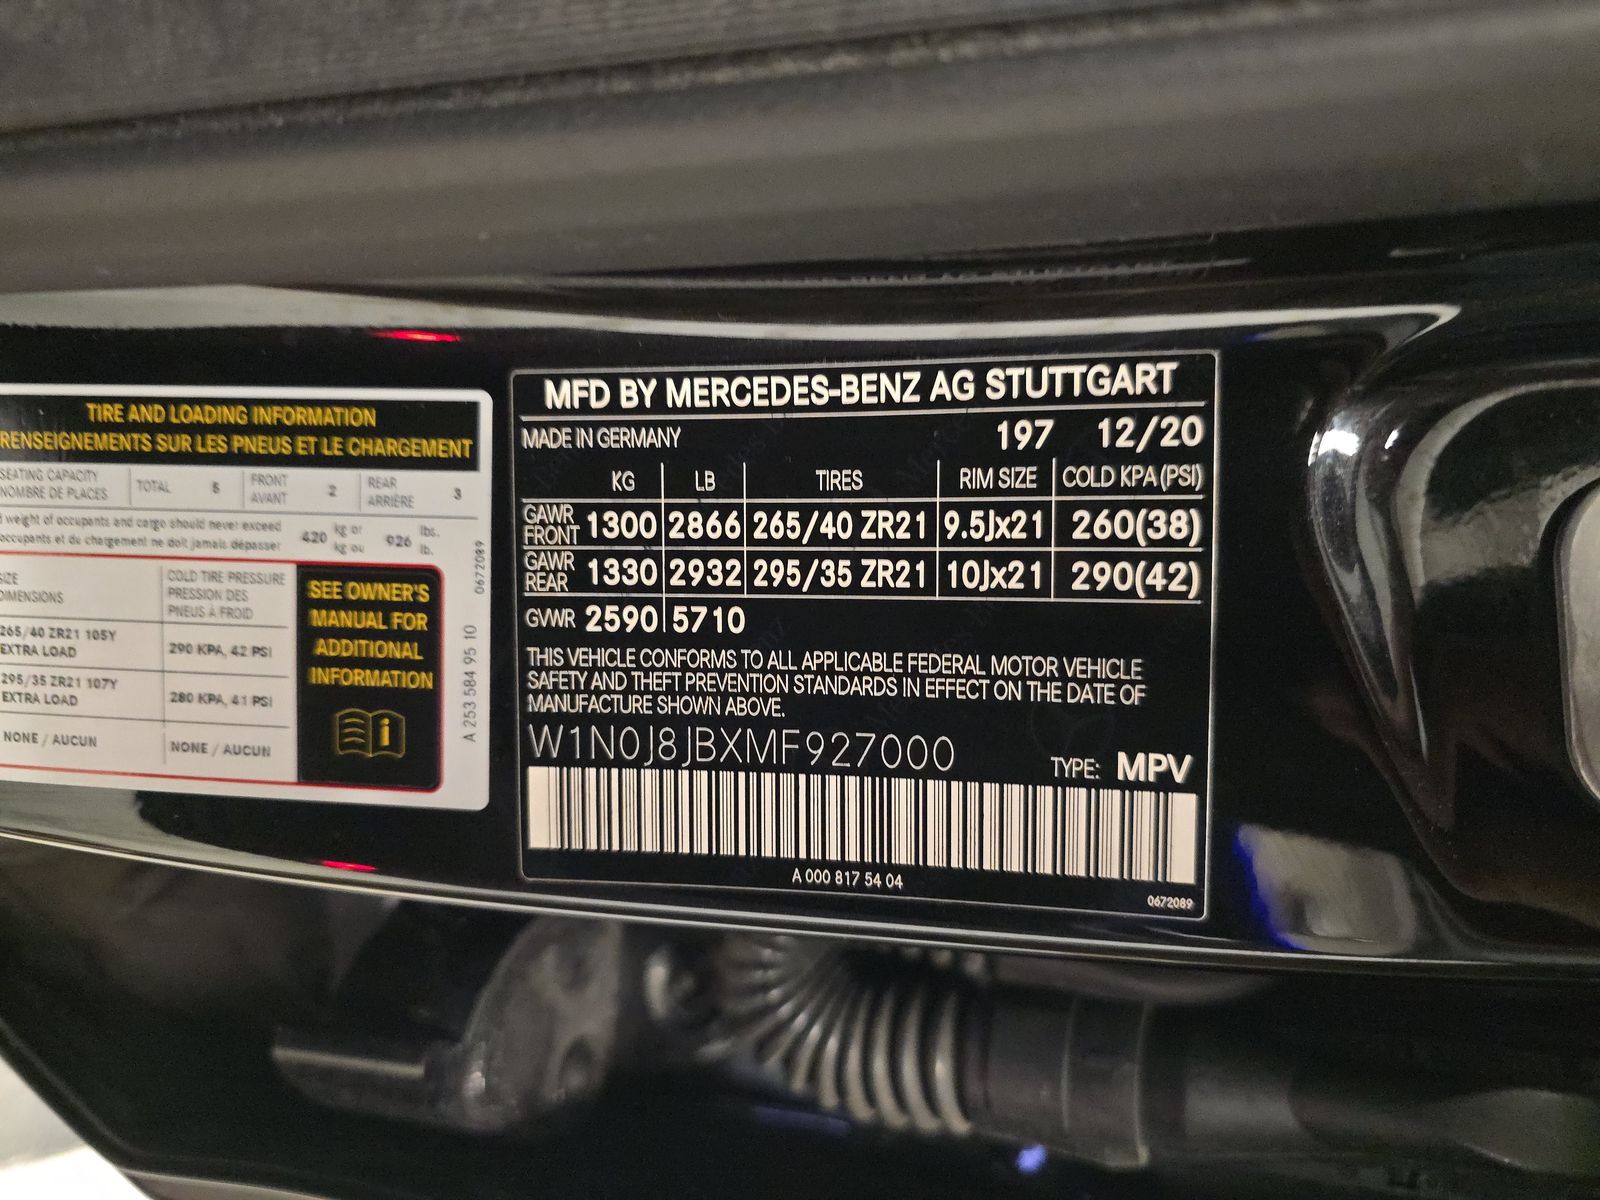 TIRE AND LOADING INFORMATION
RENSEIGNEMENTS SUR LES PNEUS ET LE CHARGEMENT
SEATING CAPACITY
NOMBRE DE PLACES
TOTAL 5
FRONT
AVANT
2
REAR
ARRIÈRE
3
weight of occupants and cargo should never exceed
occupants et du chargement ne doit jamais dépasser
420 kg or
kg ou
926 lbs.
lb.
SIZE
DIMENSIONS
COLD TIRE PRESSURE
PRESSION DES
PNEUS À FROID
265/40 ZR21 105Y
EXTRA LOAD
290 KPA, 42 PSI
295/35 ZR21 107Y
EXTRA LOAD
280 KPA, 41 PSI
NONE / AUCUN
NONE / AUCUN
SEE OWNER'S
MANUAL FOR
ADDITIONAL
INFORMATION
i
A 253 584 95 10
0672089
MFD BY MERCEDES-BENZ AG STUTTGART
MADE IN GERMANY 197 12/20
KG LB TIRES RIM SIZE COLD KPA(PSI)
GAWR
FRONT
1300 2866 265/40 ZR21 9.5Jx21 260(38)
GAWR
REAR
1330 2932 295/35 ZR21 10Jx21 290(42)
GVWR 2590 5710
THIS VEHICLE CONFORMS TO ALL APPLICABLE FEDERAL MOTOR VEHICLE
SAFETY AND THEFT PREVENTION STANDARDS IN EFFECT ON THE DATE OF
MANUFACTURE SHOWN ABOVE.
W1N0J8JBXMF927000
TYPE: MPV
A 000 817 54 04
0672089